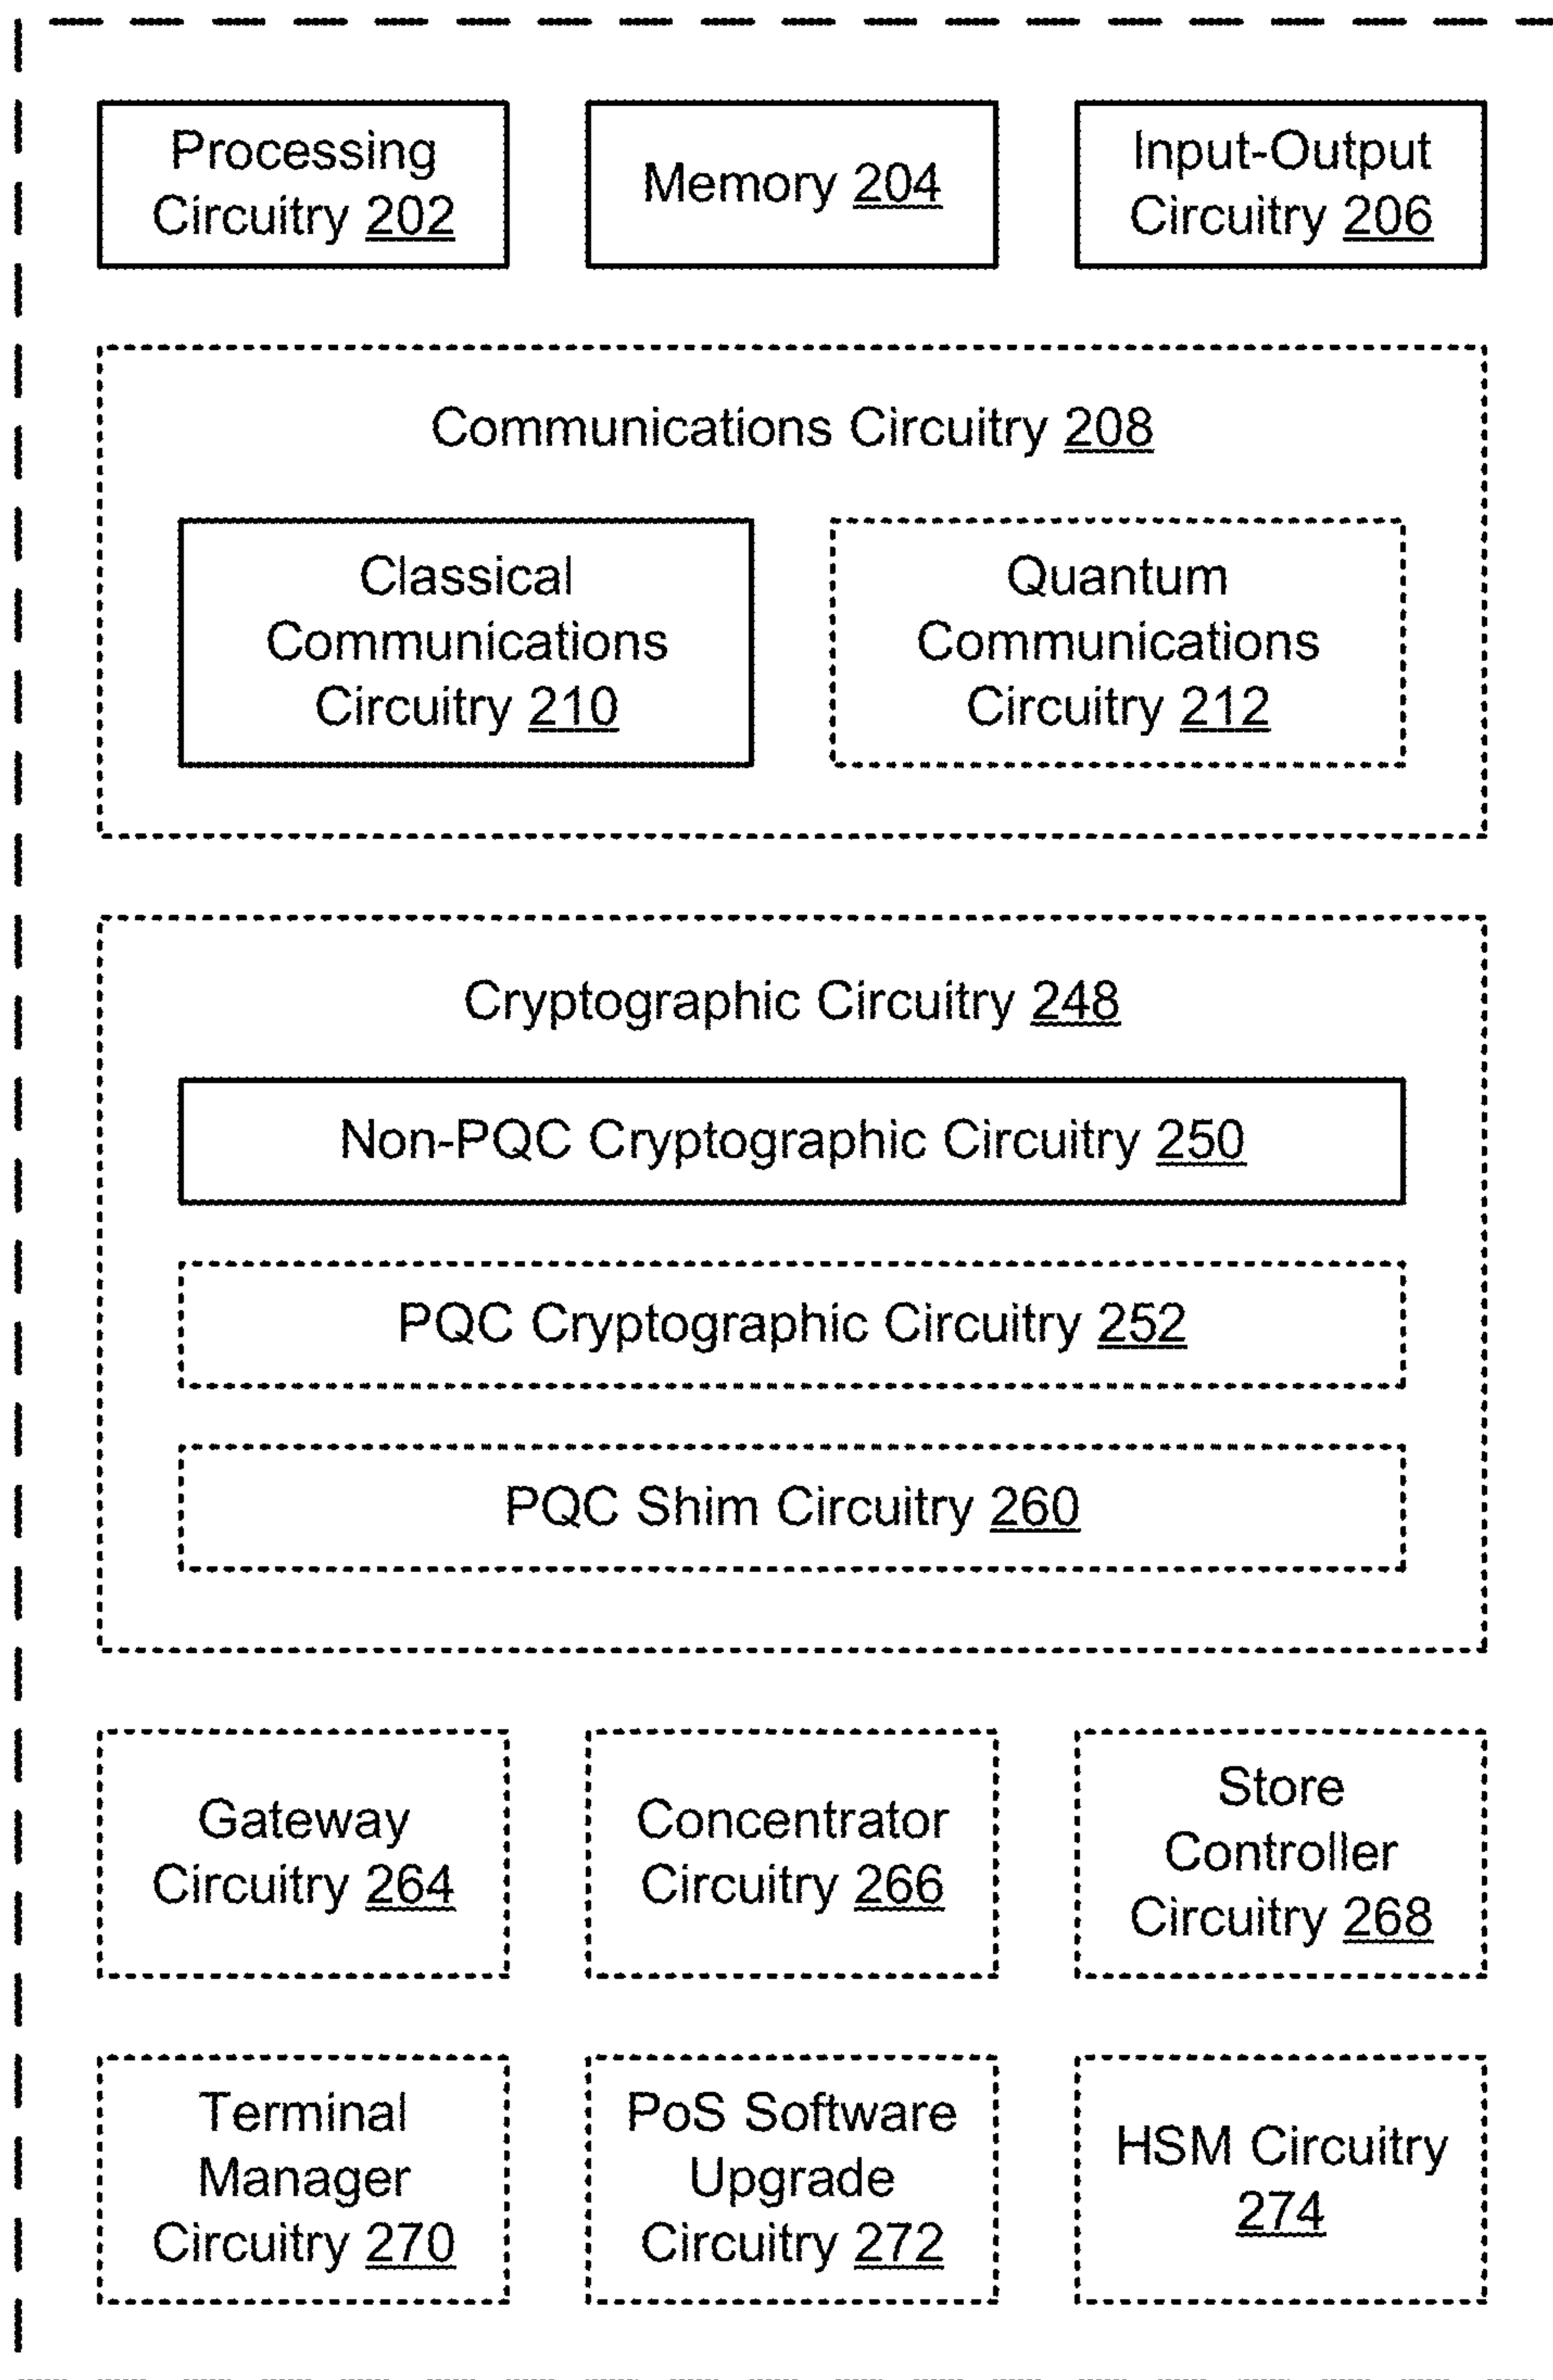 Processing
Circuitry 202
Memory 204
Input-Output
Circuitry 206
Communications Circuitry 208
Classical
Communications
Circuitry 210
Quantum
Communications
Circuitry 212
Cryptographic Circuitry 248
Non-PQC Cryptographic Circuitry 250
PQC Cryptographic Circuitry 252
PQC Shim Circuitry 260
Gateway
Circuitry 264
Concentrator
Circuitry 266
Store
Controller
Circuitry 268
Terminal
Manager
Circuitry 270
PoS Software
Upgrade
Circuitry 272
HSM Circuitry
274